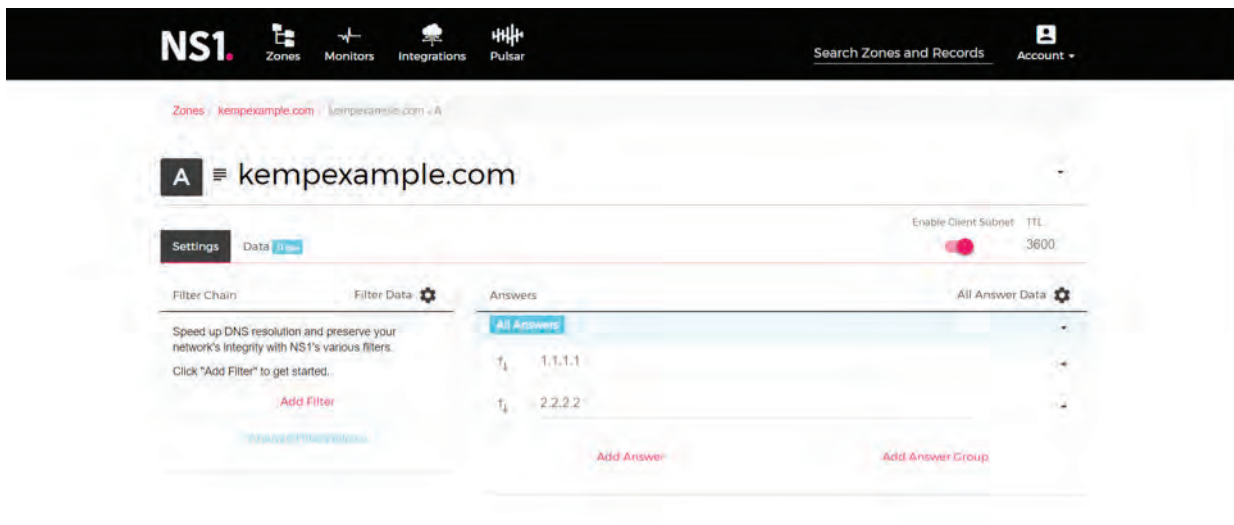 NS1.
Zones
Monitors
Integrations
Pulsar
Search Zones and Records
Account
Zones / kempexample.com / kempexample.com - A
A kempexample.com
Enable Client Subnet TTL
Settings Data
3600
Filter Chain Filter Data
Answers All Answer Data
Speed up DNS resolution and preserve your
network's integrity with NS1's various filters.
Click "Add Filter" to get started.
Add Filter
All Answers
1.1.1.1
2.2.2.2
Add Answer Add Answer Group